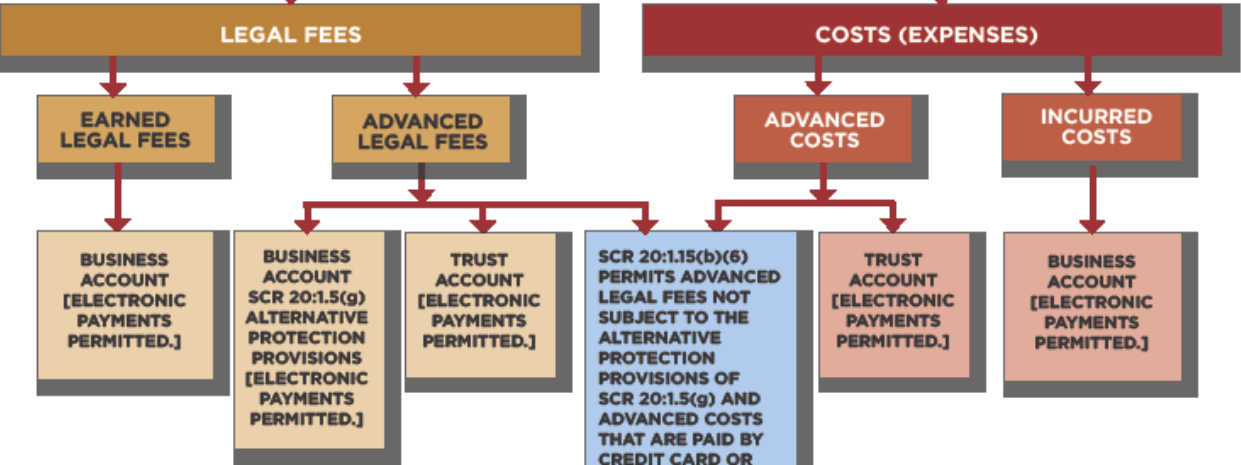 LEGAL FEES
COSTS (EXPENSES)
EARNED
LEGAL FEES
ADVANCED
LEGAL FEES
ADVANCED
COSTS
INCURRED
COSTS
BUSINESS
ACCOUNT
[ELECTRONIC
PAYMENTS
PERMITTED.]
BUSINESS
ACCOUNT
SCR 20:1.5(g)
ALTERNATIVE
PROTECTION
PROVISIONS
[ELECTRONIC
PAYMENTS
PERMITTED.]
TRUST
ACCOUNT
[ELECTRONIC
PAYMENTS
PERMITTED.]
SCR 20:1.15(b)(6)
PERMITS ADVANCED
LEGAL FEES NOT
SUBJECT TO THE
ALTERNATIVE
PROTECTION
PROVISIONS OF
SCR 20:1.5(g) AND
ADVANCED COSTS
THAT ARE PAID BY
CREDIT CARD OR
TRUST
ACCOUNT
[ELECTRONIC
PAYMENTS
PERMITTED.]
BUSINESS
ACCOUNT
[ELECTRONIC
PAYMENTS
PERMITTED.]